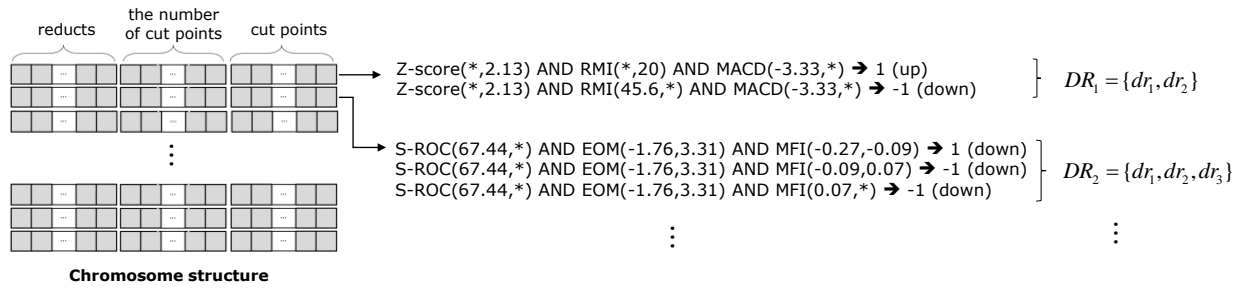 reducts
the number
of cut points
cut points
...
...
...
...
...
...
...
...
...
⋮
...
...
...
...
...
...
...
...
...
Chromosome structure
Z-score(*,2.13) AND RMI(*,20) AND MACD(-3.33,*) ➔ 1 (up)
Z-score(*,2.13) AND RMI(45.6,*) AND MACD(-3.33,*) ➔ -1 (down)
DR₁ = {dr₁, dr₂}
S-ROC(67.44,*) AND EOM(-1.76,3.31) AND MFI(-0.27,-0.09) ➔ 1 (down)
S-ROC(67.44,*) AND EOM(-1.76,3.31) AND MFI(-0.09,0.07) ➔ -1 (down)
S-ROC(67.44,*) AND EOM(-1.76,3.31) AND MFI(0.07,*) ➔ -1 (down)
DR₂ = {dr₁, dr₂, dr₃}
⋮
⋮